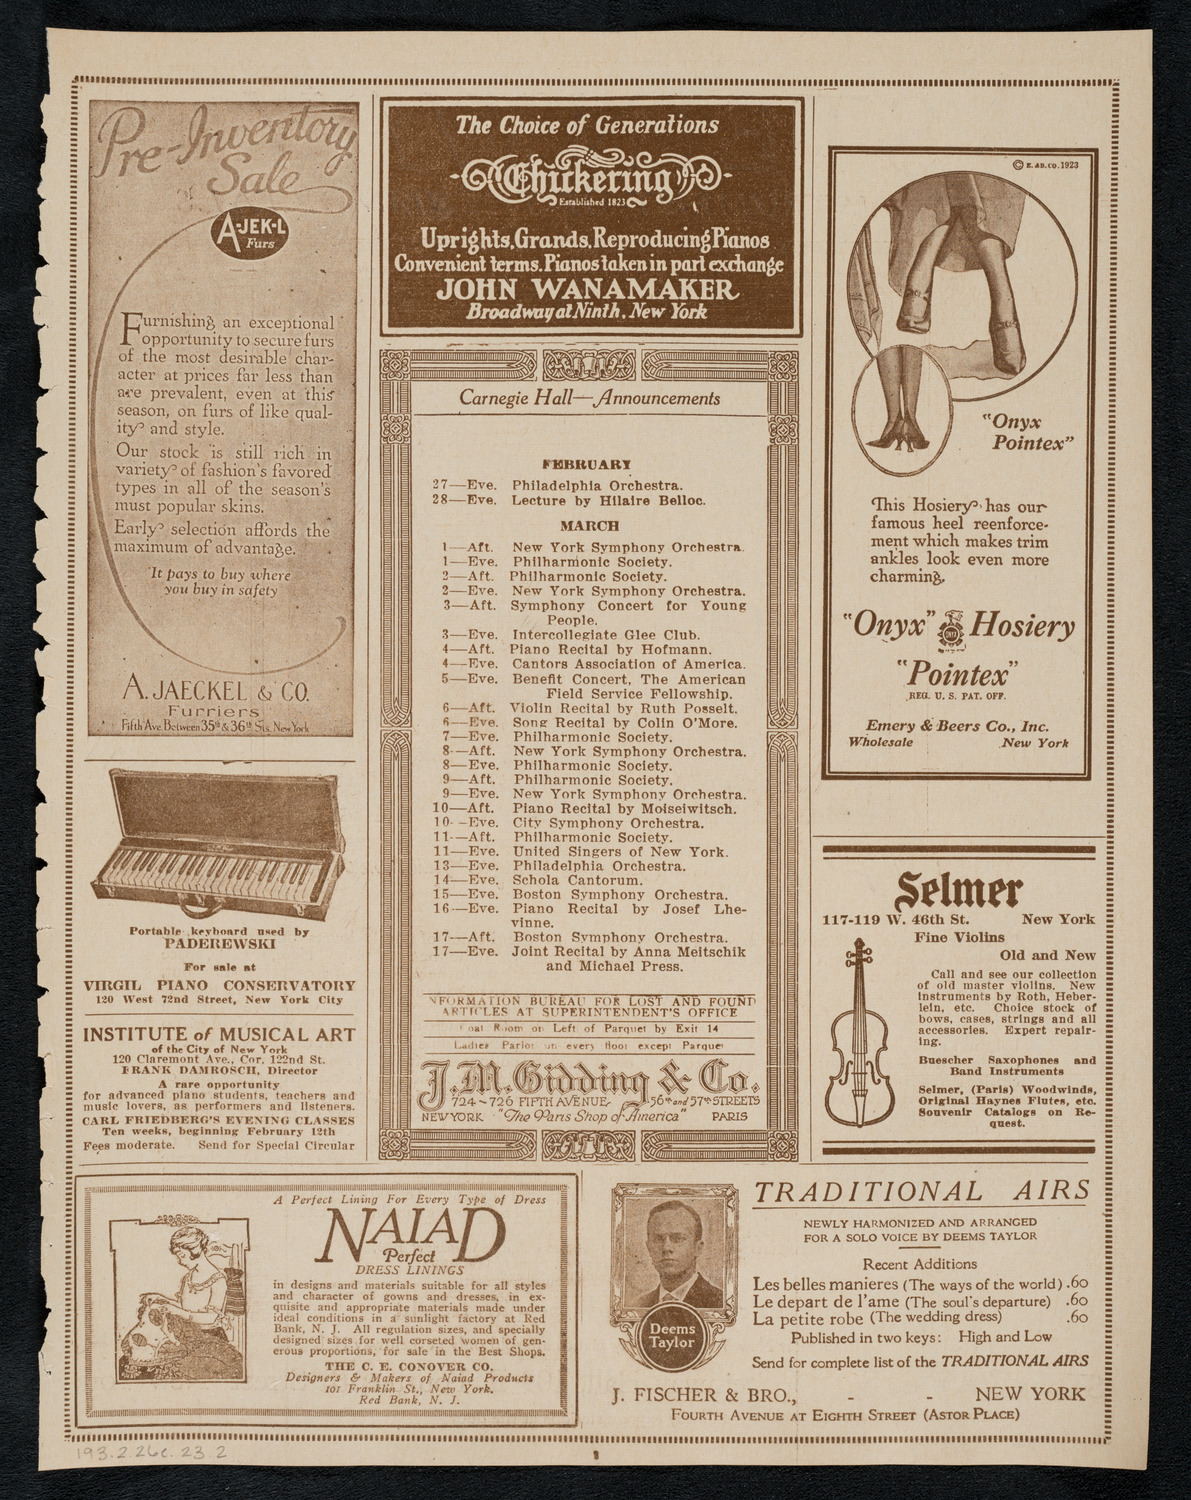 Pre-Inventory
Sale
A-JEK-L
Furs
Furnishing an exceptional
opportunity to secure furs
of the most desirable char-
acter at prices far less than
are prevalent, even at this
season, on furs of like qual-
ity and style.
Our stock is still rich in
variety of fashion's favored
types in all of the season's
must popular skins.
Early selection affords the
maximum of advantage.
It pays to buy where
you buy in safety
A. JAECKEL & CO.
Furriers
Fifth Ave. Between 35th & 36th Sts. New York
Portable keyboard used by
PADEREWSKI
For sale at
VIRGIL PIANO CONSERVATORY
120 West 72nd Street, New York City
INSTITUTE of MUSICAL ART
of the City of New York
120 Claremont Ave., Cor. 122nd St.
FRANK DAMROSCH, Director
A rare opportunity
for advanced piano students, teachers and
music lovers, as performers and listeners.
CARL FRIEDBERG'S EVENING CLASSES
Ten weeks, beginning February 12th
Fees moderate. Send for Special Circular
The Choice of Generations
Chickering
Established 1823
Uprights, Grands, Reproducing Pianos
Convenient terms. Pianos taken in part exchange
JOHN WANAMAKER
Broadway at Ninth, New York
Carnegie Hall—Announcements
FEBRUARY
27—Eve. Philadelphia Orchestra.
28—Eve. Lecture by Hilaire Belloc.
MARCH
1—Aft. New York Symphony Orchestra.
1—Eve. Philharmonic Society.
2—Aft. Philharmonic Society.
2—Eve. New York Symphony Orchestra.
3—Aft. Symphony Concert for Young
People.
3—Eve. Intercollegiate Glee Club.
4—Aft. Piano Recital by Hofmann.
4—Eve. Cantors Association of America.
5—Eve. Benefit Concert, The American
Field Service Fellowship.
6—Aft. Violin Recital by Ruth Posselt.
6—Eve. Song Recital by Colin O'More.
7—Eve. Philharmonic Society.
8—Aft. New York Symphony Orchestra.
8—Eve. Philharmonic Society.
9—Aft. Philharmonic Society.
9—Eve. New York Symphony Orchestra.
10—Aft. Piano Recital by Moiseiwitsch.
10—Eve. City Symphony Orchestra.
11—Aft. Philharmonic Society.
11—Eve. United Singers of New York.
13—Eve. Philadelphia Orchestra.
14—Eve. Schola Cantorum.
15—Eve. Boston Symphony Orchestra.
16—Eve. Piano Recital by Josef Lhe-
vinne.
17—Aft. Boston Symphony Orchestra.
17—Eve. Joint Recital by Anna Meitschik
and Michael Press.
NFORMATION BUREAU FOR LOST AND FOUND
ARTICLES AT SUPERINTENDENT'S OFFICE
Coat Room on Left of Parquet by Exit 14
Ladies Parlor on every floor except Parquet
J. M. Gidding & Co.
724~726 FIFTH AVENUE 56th and 57th STREETS
NEW YORK "The Paris Shop of America" PARIS
© E. AD. CO. 1923
"Onyx
Pointex"
This Hosiery has our
famous heel reenforce-
ment which makes trim
ankles look even more
charming.
"Onyx" Hosiery
"Pointex"
REG. U. S. PAT. OFF.
Emery & Beers Co., Inc.
Wholesale New York
Selmer
117-119 W. 46th St. New York
Fine Violins
Old and New
Call and see our collection
of old master violins. New
instruments by Roth, Heber-
lein, etc. Choice stock of
bows, cases, strings and all
accessories. Expert repair-
ing.
Buescher Saxophones and
Band Instruments
Selmer, (Paris) Woodwinds,
Original Haynes Flutes, etc.
Souvenir Catalogs on Re-
quest.
A Perfect Lining For Every Type of Dress
NAIAD
Perfect
DRESS LININGS
in designs and materials suitable for all styles
and character of gowns and dresses, in ex-
quisite and appropriate materials made under
ideal conditions in a sunlight factory at Red
Bank, N. J. All regulation sizes, and specially
designed sizes for well corseted women of gen-
erous proportions, for sale in the Best Shops.
THE C. E. CONOVER CO.
Designers & Makers of Naiad Products
101 Franklin St., New York.
Red Bank, N. J.
Deems
Taylor
TRADITIONAL AIRS
NEWLY HARMONIZED AND ARRANGED
FOR A SOLO VOICE BY DEEMS TAYLOR
Recent Additions
Les belles manieres (The ways of the world) .60
Le depart de l'ame (The soul's departure) .60
La petite robe (The wedding dress) .60
Published in two keys: High and Low
Send for complete list of the TRADITIONAL AIRS
J. FISCHER & BRO., - - NEW YORK
FOURTH AVENUE AT EIGHTH STREET (ASTOR PLACE)
193.2.26e.23.2